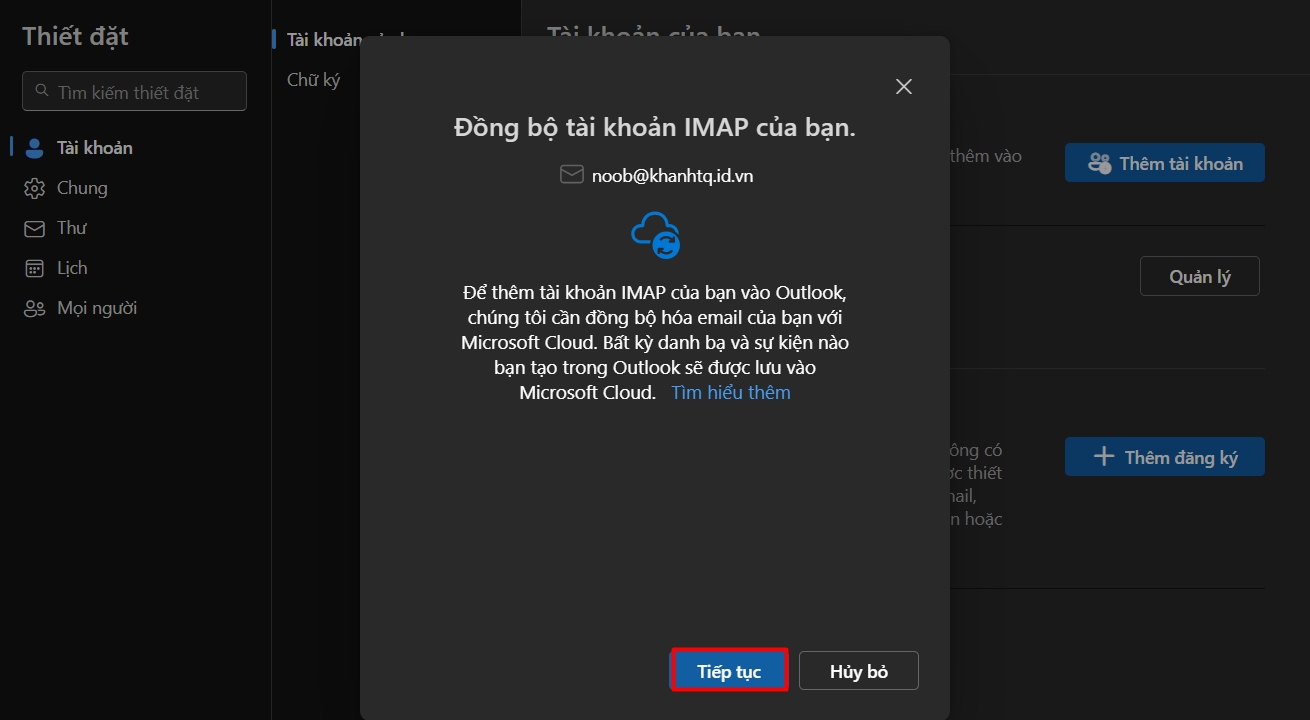 Thiết đặt
Tìm kiếm thiết đặt
Tài khoản
Chung
Thư
Lịch
Mọi người
Tài khoản
Chữ ký
Tài khoản của bạn
Đồng bộ tài khoản IMAP của bạn.
noob@khanhtq.id.vn
Để thêm tài khoản IMAP của bạn vào Outlook,
chúng tôi cần đồng bộ hóa email của bạn với
Microsoft Cloud. Bất kỳ danh bạ và sự kiện nào
bạn tạo trong Outlook sẽ được lưu vào
Microsoft Cloud. Tìm hiểu thêm
Tiếp tục
Hủy bỏ
thêm vào
Thêm tài khoản
Quản lý
có
thiết
hoặc
Thêm đăng ký